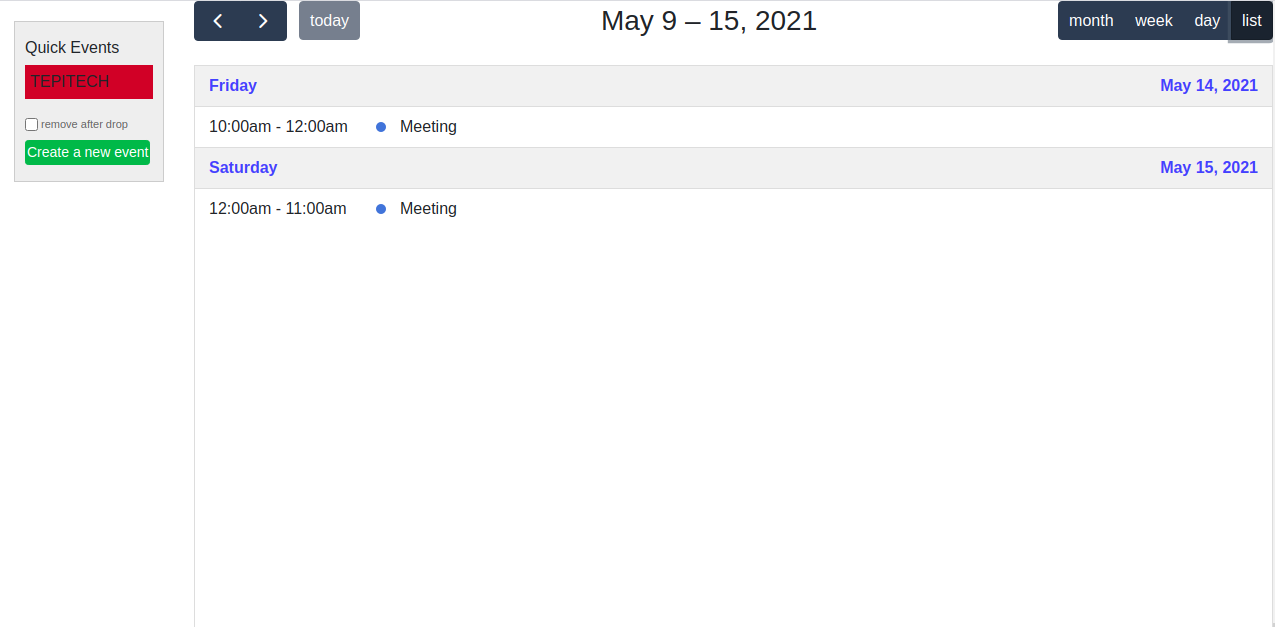 Quick Events
TEPITECH
remove after drop
Create a new event
today
May 9 – 15, 2021
month week day list
Friday May 14, 2021
10:00am - 12:00am Meeting
Saturday May 15, 2021
12:00am - 11:00am Meeting